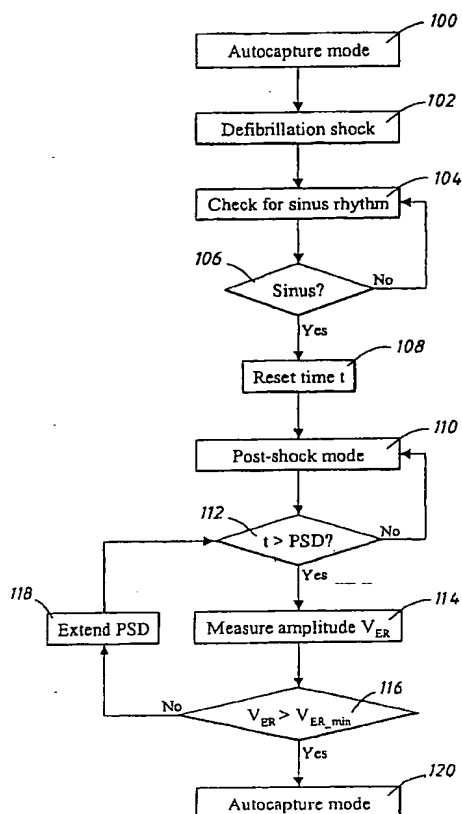 100
Autocapture mode
102
Defibrillation shock
104
Check for sinus rhythm
106
Sinus?
No
Yes
108
Reset time t
110
Post-shock mode
112
t > PSD?
No
Yes
118
Extend PSD
114
Measure amplitude V_ER
116
V_ER > V_ER_min
No
Yes
120
Autocapture mode